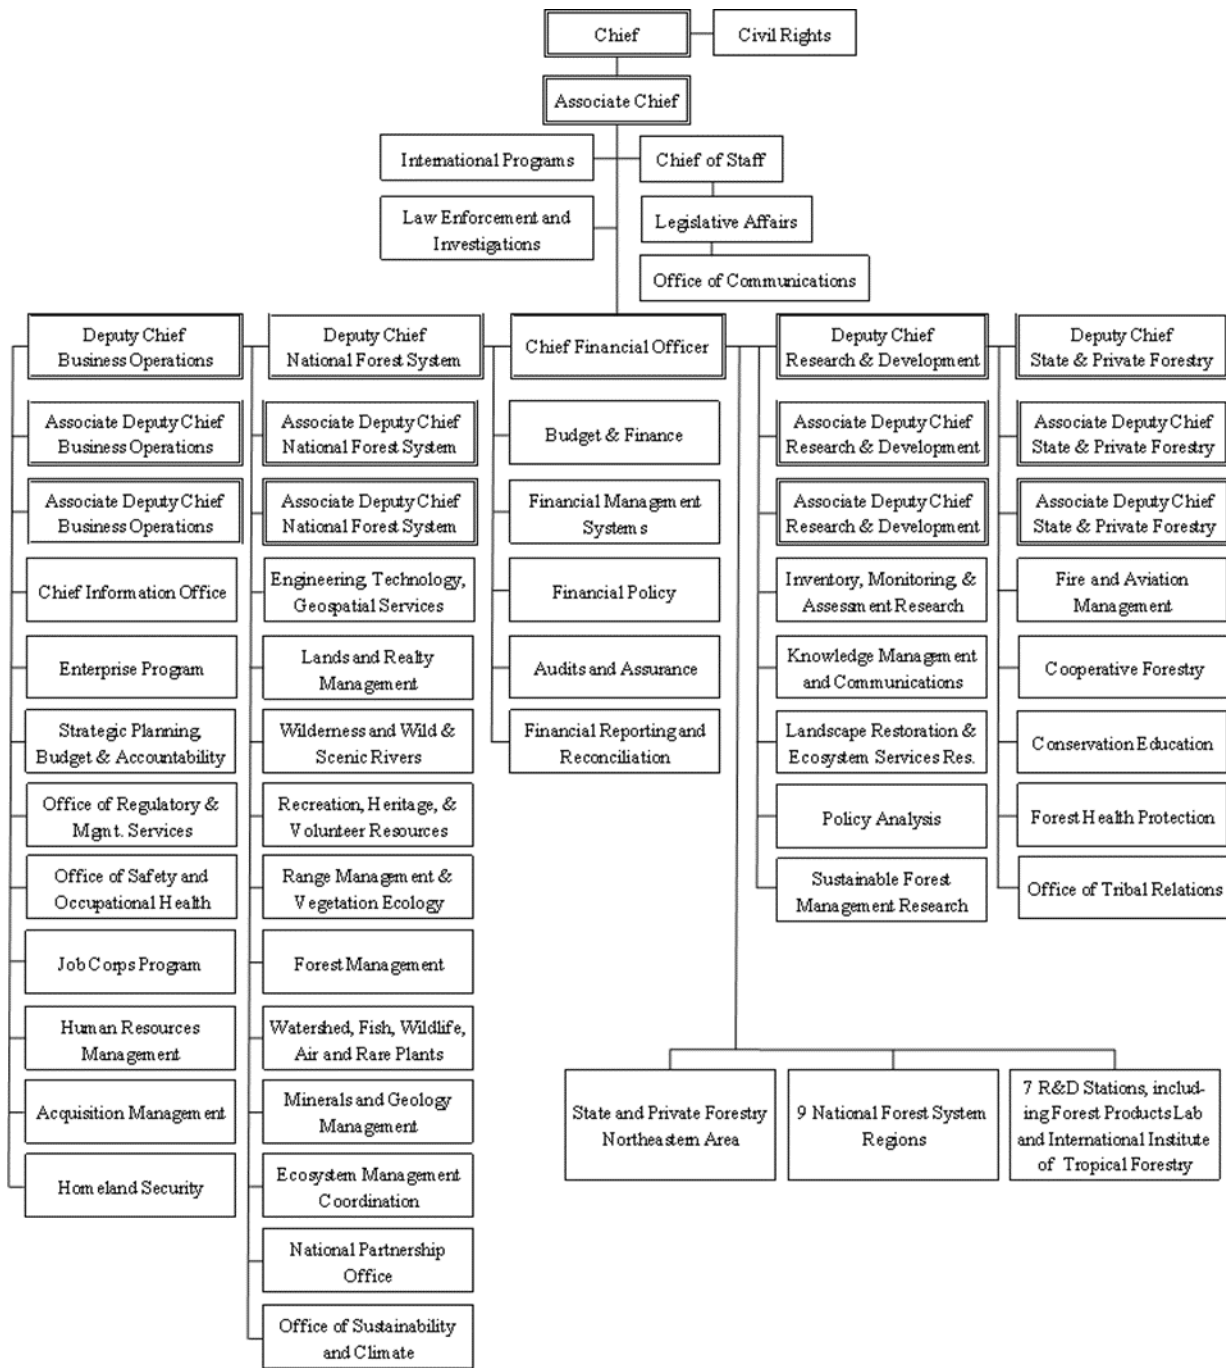 Chief
Civil Rights
Associate Chief
International Programs
Chief of Staff
Law Enforcement and
Investigations
Legislative Affairs
Office of Communications
Deputy Chief
Business Operations
Associate Deputy Chief
Business Operations
Associate Deputy Chief
Business Operations
Chief Information Office
Enterprise Program
Strategic Planning,
Budget & Accountability
Office of Regulatory &
Mgmt. Services
Office of Safety and
Occupational Health
Job Corps Program
Human Resources
Management
Acquisition Management
Homeland Security
Deputy Chief
National Forest System
Associate Deputy Chief
National Forest System
Associate Deputy Chief
National Forest System
Engineering, Technology,
Geospatial Services
Lands and Realty
Management
Wilderness and Wild &
Scenic Rivers
Recreation, Heritage, &
Volunteer Resources
Range Management &
Vegetation Ecology
Forest Management
Watershed, Fish, Wildlife,
Air and Rare Plants
Minerals and Geology
Management
Ecosystem Management
Coordination
National Partnership
Office
Office of Sustainability
and Climate
Chief Financial Officer
Budget & Finance
Financial Management
Systems
Financial Policy
Audits and Assurance
Financial Reporting and
Reconciliation
Deputy Chief
Research & Development
Associate Deputy Chief
Research & Development
Associate Deputy Chief
Research & Development
Inventory, Monitoring, &
Assessment Research
Knowledge Management
and Communications
Landscape Restoration &
Ecosystem Services Res.
Policy Analysis
Sustainable Forest
Management Research
Deputy Chief
State & Private Forestry
Associate Deputy Chief
State & Private Forestry
Associate Deputy Chief
State & Private Forestry
Fire and Aviation
Management
Cooperative Forestry
Conservation Education
Forest Health Protection
Office of Tribal Relations
State and Private Forestry
Northeastern Area
9 National Forest System
Regions
7 R&D Stations, includ-
ing Forest Products Lab
and International Institute
of Tropical Forestry